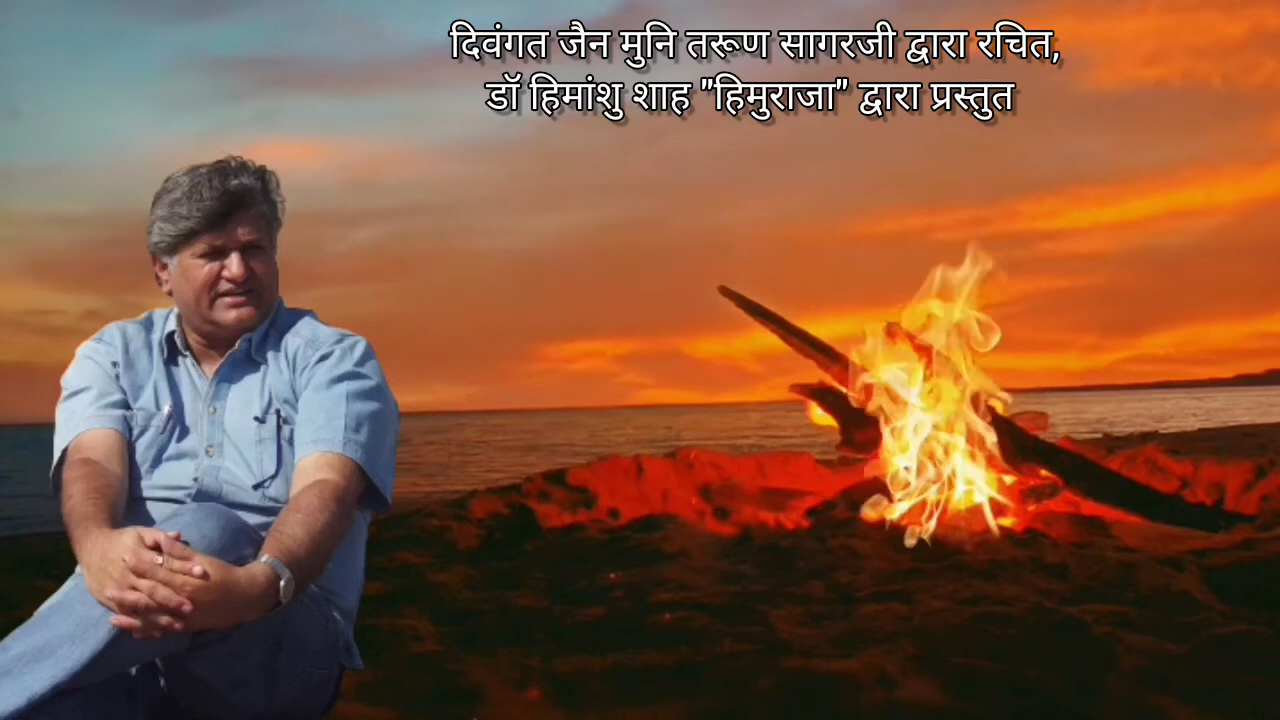 दिवंगत जैन मुनि तरूण सागरजी द्वारा रचित,
डॉ हिमांशु शाह "हिमुराजा" द्वारा प्रस्तुत